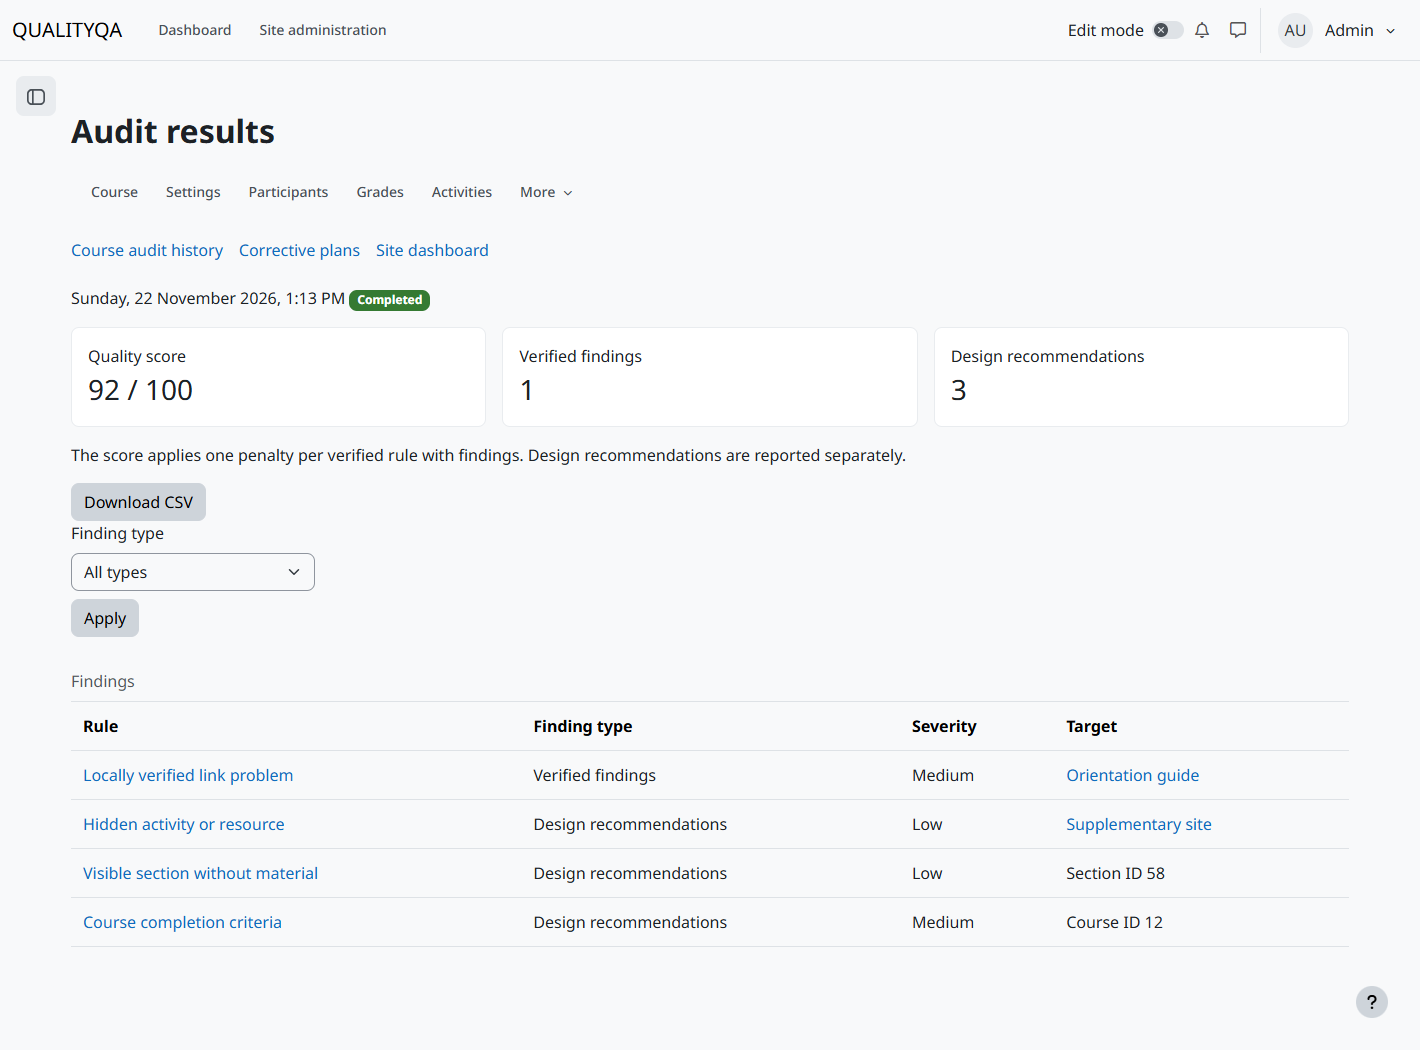 QUALITYQA Dashboard Site administration Edit mode AU Admin
Audit results
Course Settings Participants Grades Activities More
Course audit history Corrective plans Site dashboard
Sunday, 22 November 2026, 1:13 PM Completed
Quality score Verified findings Design recommendations
92 / 100 1 3
The score applies one penalty per verified rule with findings. Design recommendations are reported separately.
Download CSV
Finding type
All types
Apply
Findings
Rule Finding type Severity Target
Locally verified link problem Verified findings Medium Orientation guide
Hidden activity or resource Design recommendations Low Supplementary site
Visible section without material Design recommendations Low Section ID 58
Course completion criteria Design recommendations Medium Course ID 12
?